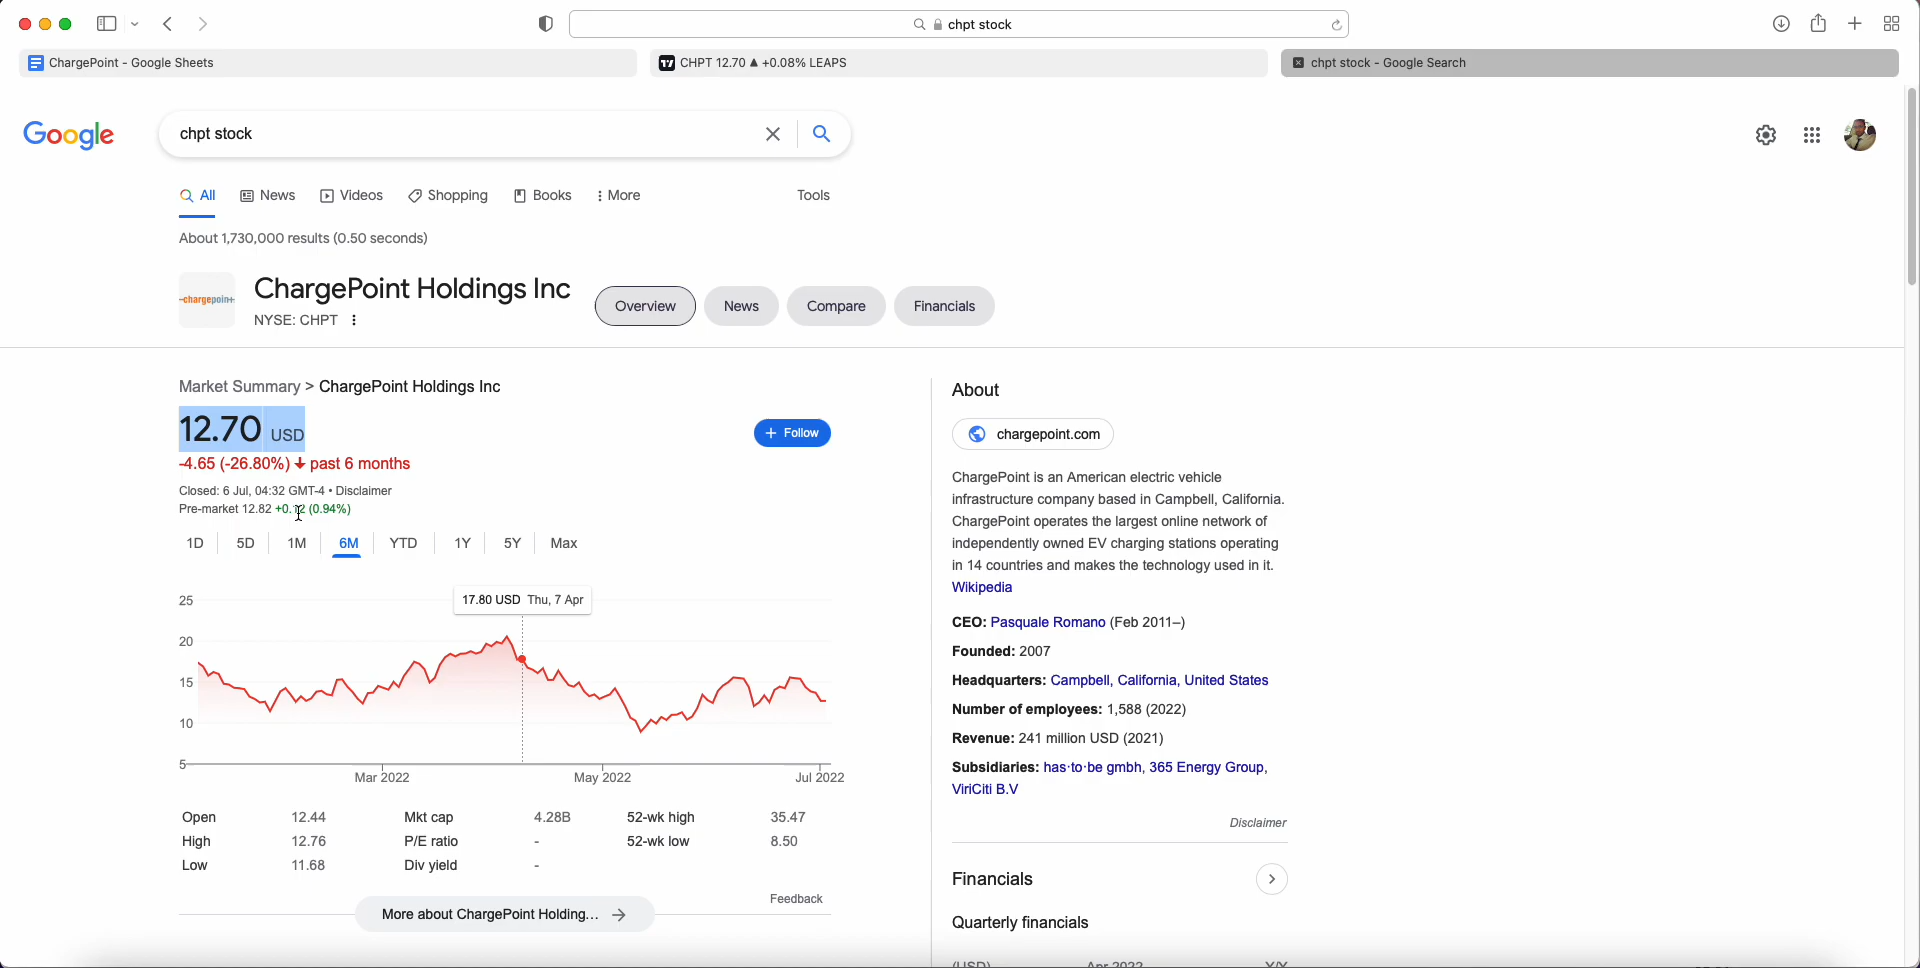 chpt stock
ChargePoint - Google Sheets
CHPT 12.70 ▲ +0.08% LEAPS
chpt stock - Google Search
Google
chpt stock
All
News
Videos
Shopping
Books
More
Tools
About 1,730,000 results (0.50 seconds)
-chargepoin+
ChargePoint Holdings Inc
NYSE: CHPT
Overview
News
Compare
Financials
Market Summary > ChargePoint Holdings Inc
12.70 USD
+ Follow
-4.65 (-26.80%) ↓ past 6 months
Closed: 6 Jul, 04:32 GMT-4 • Disclaimer
Pre-market 12.82 +0.12 (0.94%)
1D
5D
1M
6M
YTD
1Y
5Y
Max
17.80 USD Thu, 7 Apr
25
20
15
10
5
Mar 2022
May 2022
Jul 2022
Open 12.44 Mkt cap 4.28B 52-wk high 35.47
High 12.76 P/E ratio - 52-wk low 8.50
Low 11.68 Div yield -
Feedback
More about ChargePoint Holding... →
About
chargepoint.com
ChargePoint is an American electric vehicle
infrastructure company based in Campbell, California.
ChargePoint operates the largest online network of
independently owned EV charging stations operating
in 14 countries and makes the technology used in it.
Wikipedia
CEO: Pasquale Romano (Feb 2011–)
Founded: 2007
Headquarters: Campbell, California, United States
Number of employees: 1,588 (2022)
Revenue: 241 million USD (2021)
Subsidiaries: has·to·be gmbh, 365 Energy Group,
ViriCiti B.V
Disclaimer
Financials
Quarterly financials
(USD) Apr 2022 Y/Y